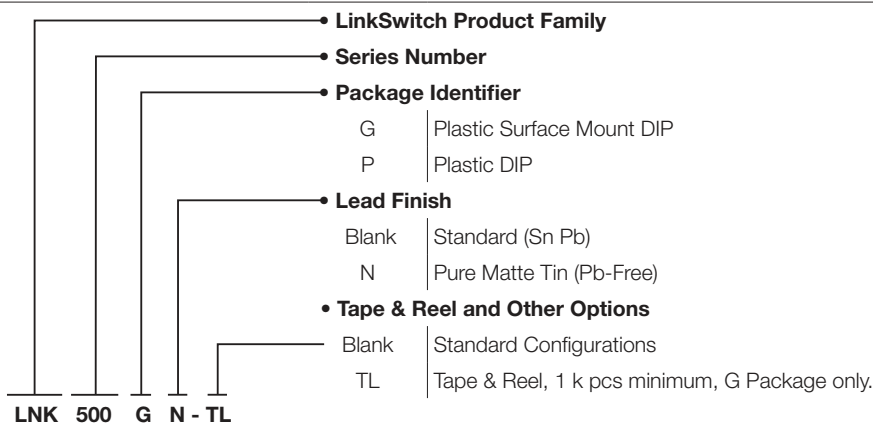 • LinkSwitch Product Family
• Series Number
• Package Identifier
G Plastic Surface Mount DIP
P Plastic DIP
• Lead Finish
Blank Standard (Sn Pb)
N Pure Matte Tin (Pb-Free)
• Tape & Reel and Other Options
Blank Standard Configurations
TL Tape & Reel, 1 k pcs minimum, G Package only.
LNK 500 G N - TL